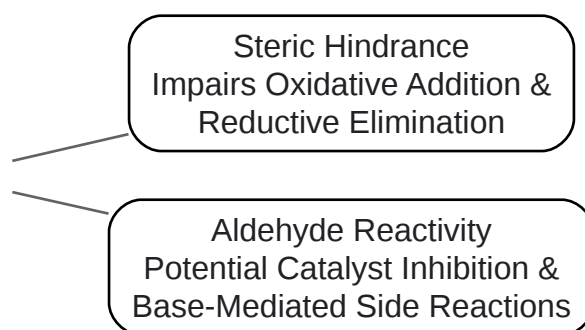 Steric Hindrance
Impairs Oxidative Addition &
Reductive Elimination
Aldehyde Reactivity
Potential Catalyst Inhibition &
Base-Mediated Side Reactions